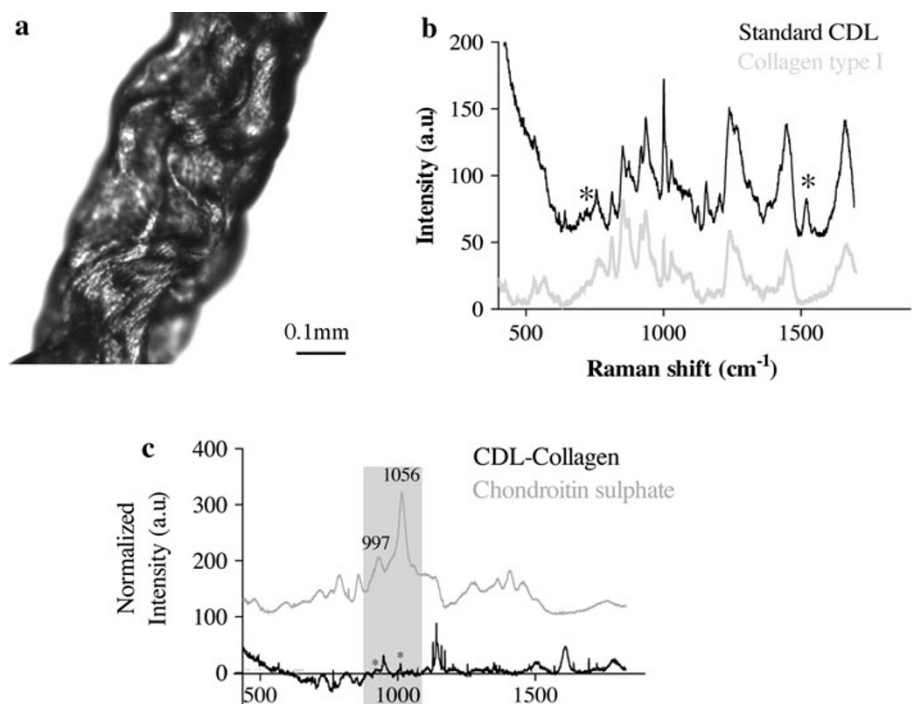 a
0.1mm
b
Standard CDL
Collagen type I
200
150
100
50
0
Intensity (a.u)
*
*
500
1000
1500
Raman shift (cm-1)
c
CDL-Collagen
Chondroitin sulphate
400
300
200
100
0
Normalized
Intensity (a.u)
1056
997
*
*
500
1000
1500